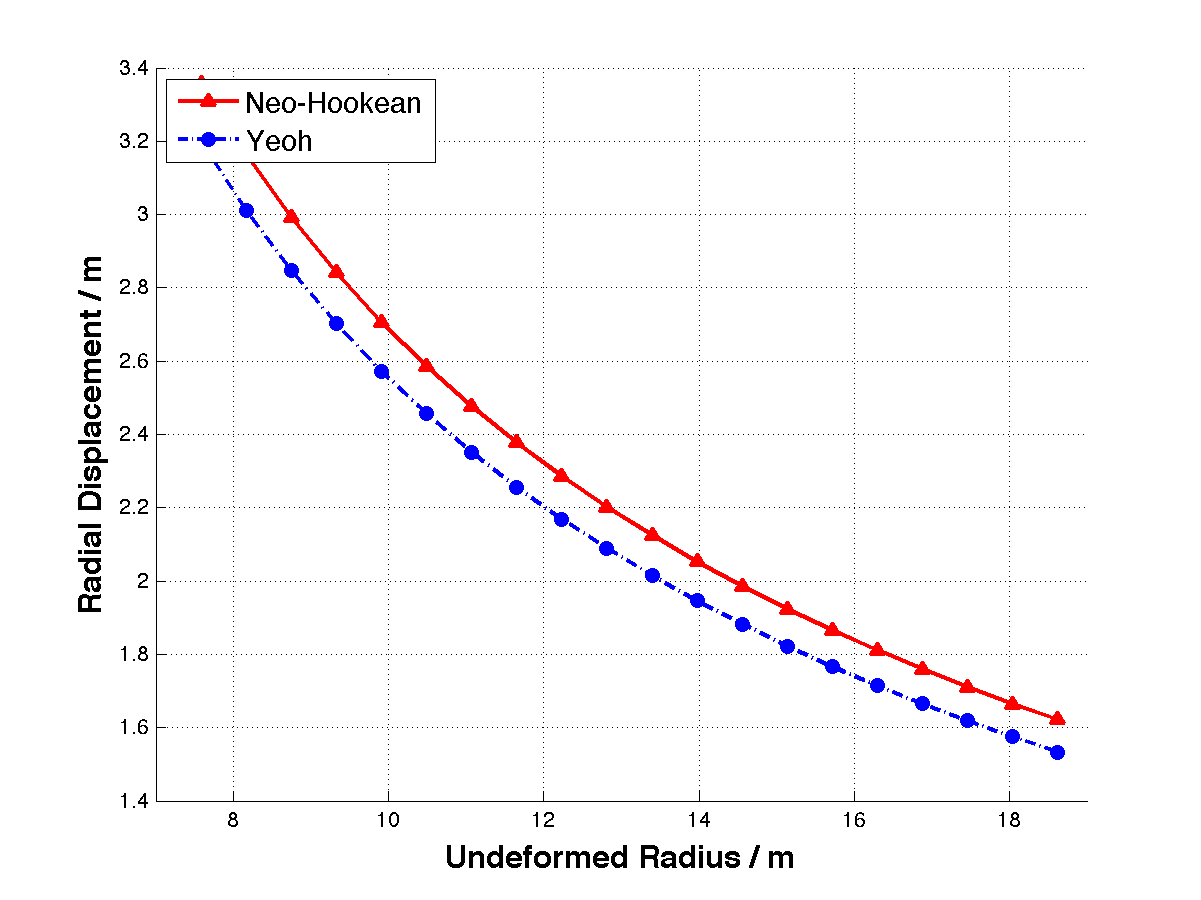 3.4
3.2
3
2.8
2.6
2.4
2.2
2
1.8
1.6
1.4
Neo-Hookean
Yeoh
Radial Displacement / m
8 10 12 14 16 18
Undeformed Radius / m